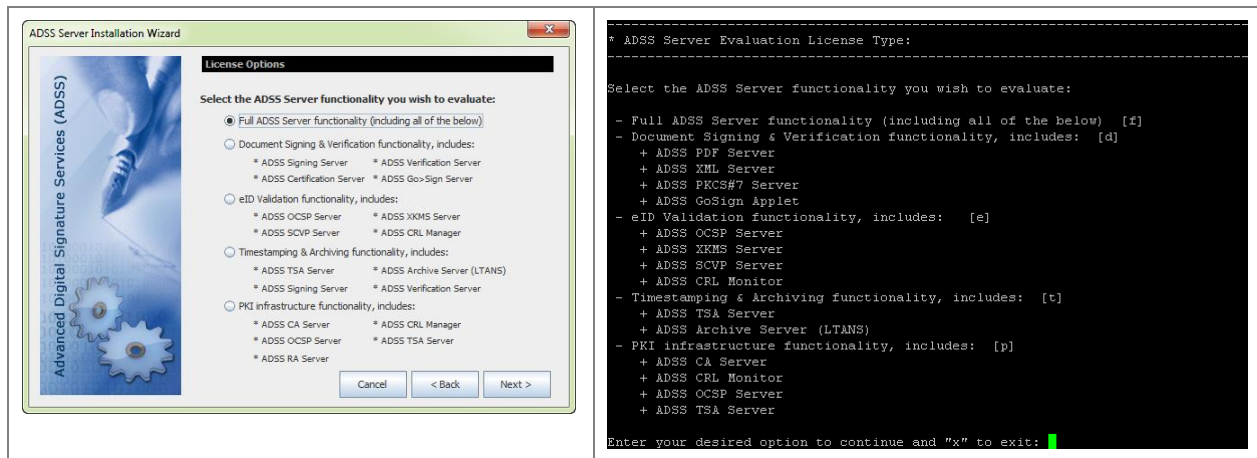 ADSS Server Installation Wizard
Advanced Digital Signature Services (ADSS)
License Options
Select the ADSS Server functionality you wish to evaluate:
Full ADSS Server functionality (including all of the below)
Document Signing & Verification functionality, includes:
* ADSS Signing Server * ADSS Verification Server
* ADSS Certification Server * ADSS Go>Sign Server
eID Validation functionality, includes:
* ADSS OCSP Server * ADSS XKMS Server
* ADSS SCVP Server * ADSS CRL Manager
Timestamping & Archiving functionality, includes:
* ADSS TSA Server * ADSS Archive Server (LTANS)
* ADSS Signing Server * ADSS Verification Server
PKI infrastructure functionality, includes:
* ADSS CA Server * ADSS CRL Manager
* ADSS OCSP Server * ADSS TSA Server
* ADSS RA Server
Cancel < Back Next >
* ADSS Server Evaluation License Type:
Select the ADSS Server functionality you wish to evaluate:
- Full ADSS Server functionality (including all of the below) [f]
- Document Signing & Verification functionality, includes: [d]
+ ADSS PDF Server
+ ADSS XML Server
+ ADSS PKCS#7 Server
+ ADSS GoSign Applet
- eID Validation functionality, includes: [e]
+ ADSS OCSP Server
+ ADSS XKMS Server
+ ADSS SCVP Server
+ ADSS CRL Monitor
- Timestamping & Archiving functionality, includes: [t]
+ ADSS TSA Server
+ ADSS Archive Server (LTANS)
- PKI infrastructure functionality, includes: [p]
+ ADSS CA Server
+ ADSS CRL Monitor
+ ADSS OCSP Server
+ ADSS TSA Server
Enter your desired option to continue and "x" to exit: